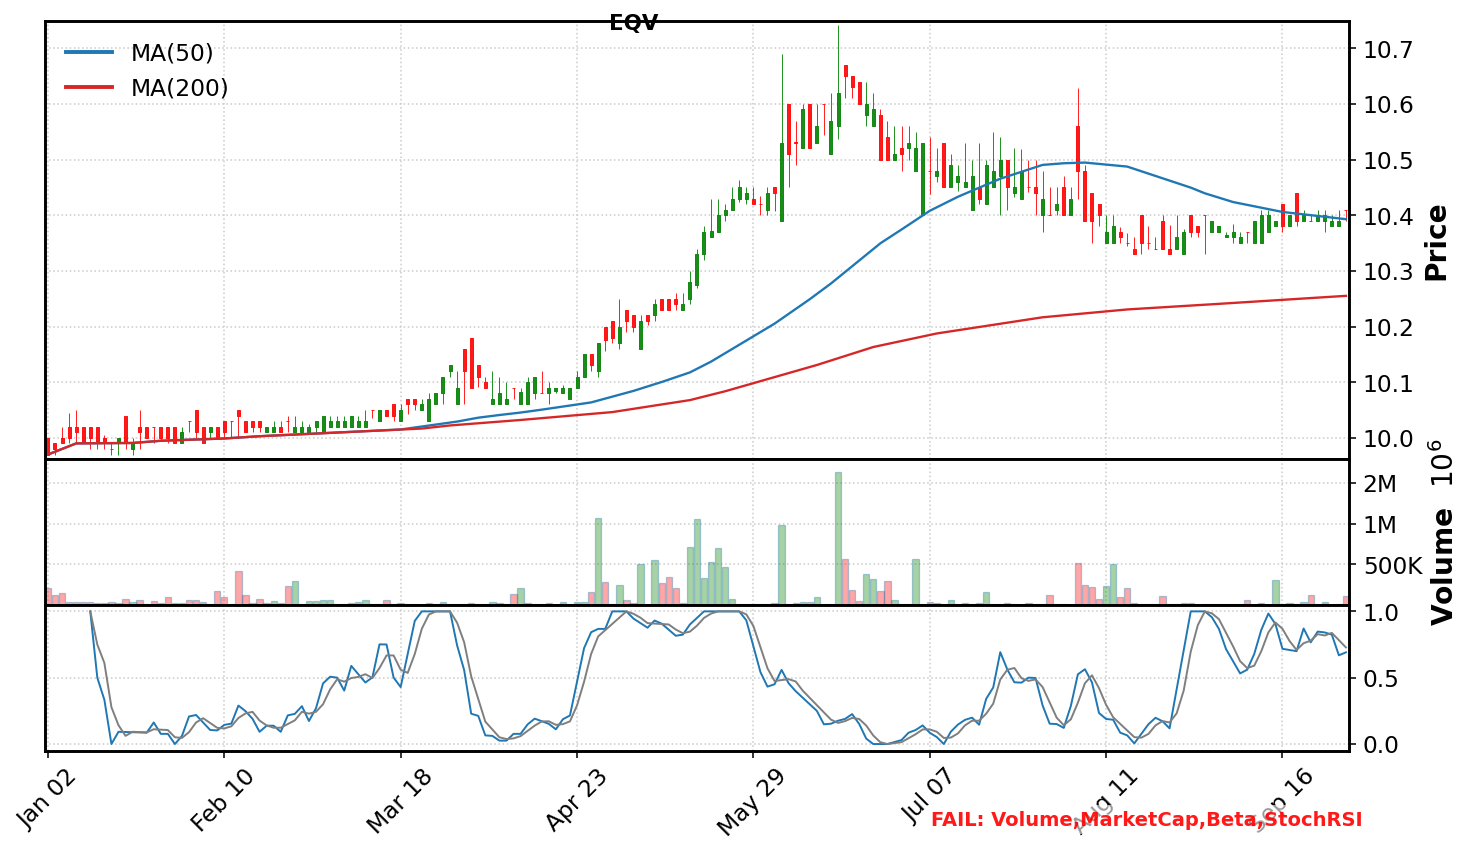 EQV
MA(50)
MA(200)
10.7
10.6
10.5
10.4
10.3
10.2
10.1
10.0
Price
2M
1M
500K
Volume 10⁶
1.0
0.5
0.0
Jan 02
Feb 10
Mar 18
Apr 23
May 29
Jul 07
Aug 11
Sep 16
FAIL: Volume,MarketCap,Beta,StochRSI